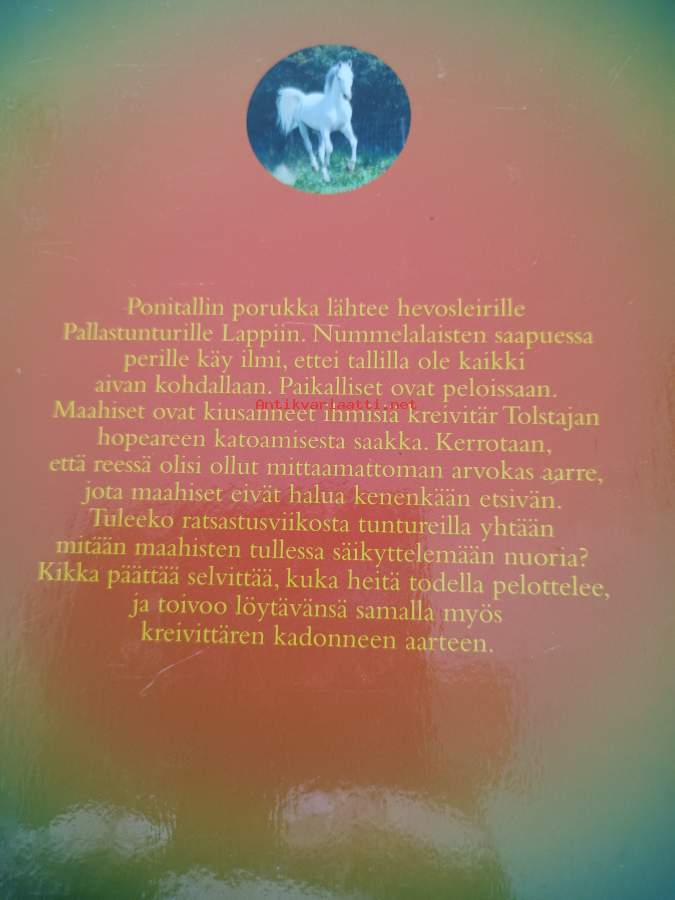 Ponitallin porukka lähtee hevosleirille
Pallastunturille Lappiin. Nummelalaisten saapuessa
perille käy ilmi, ettei tallilla ole kaikki
aivan kohdallaan. Paikalliset ovat peloissaan.
Antikvariaatti.net
Maahiset ovat kiusanneet ihmisiä kreivitär Tolstajan
hopeareen katoamisesta saakka. Kerrotaan,
että reessä olisi ollut mittaamattoman arvokas aarre,
jota maahiset eivät halua kenenkään etsivän.
Tuleeko ratsastusviikosta tuntureilla yhtään
mitään maahisten tullessa säikyttelemään nuoria?
Kikka päättää selvittää, kuka heitä todella pelottelee,
ja toivoo löytävänsä samalla myös
kreivittären kadonneen aarteen.